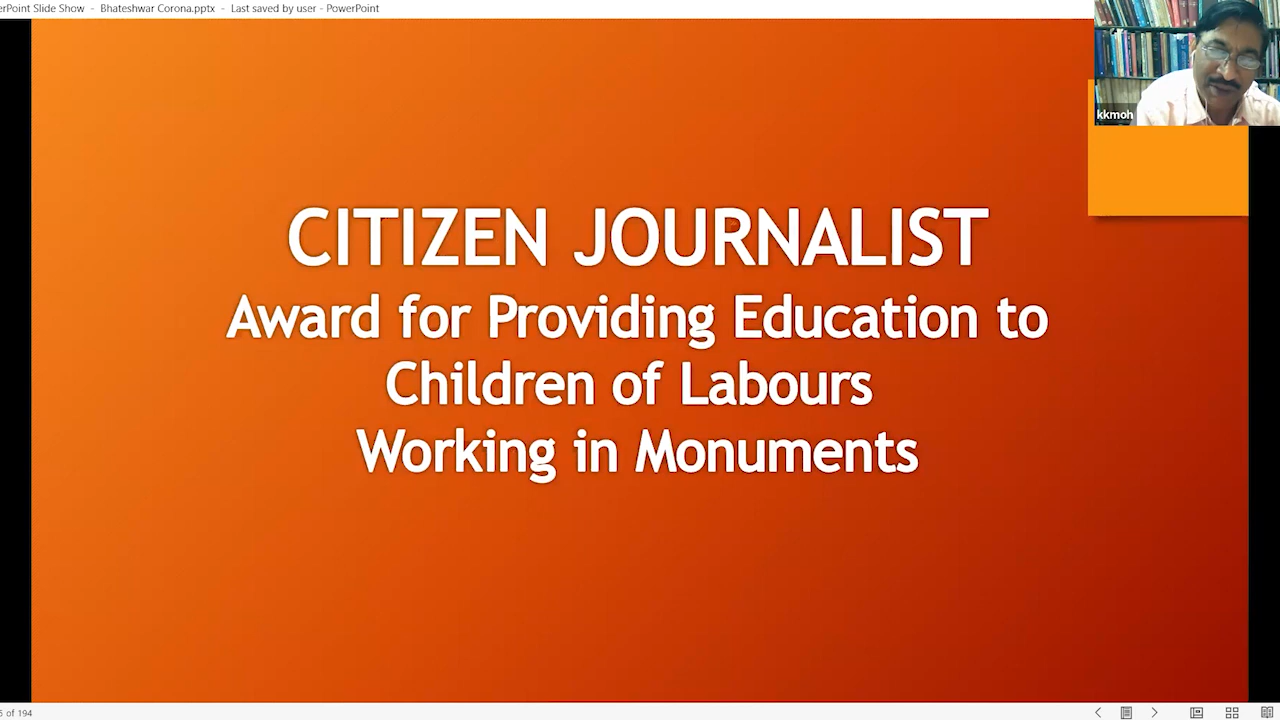 PowerPoint Slide Show - Bhateshwar Corona.pptx - Last saved by user - PowerPoint
kkmoh
CITIZEN JOURNALIST
Award for Providing Education to
Children of Labours
Working in Monuments
of 194